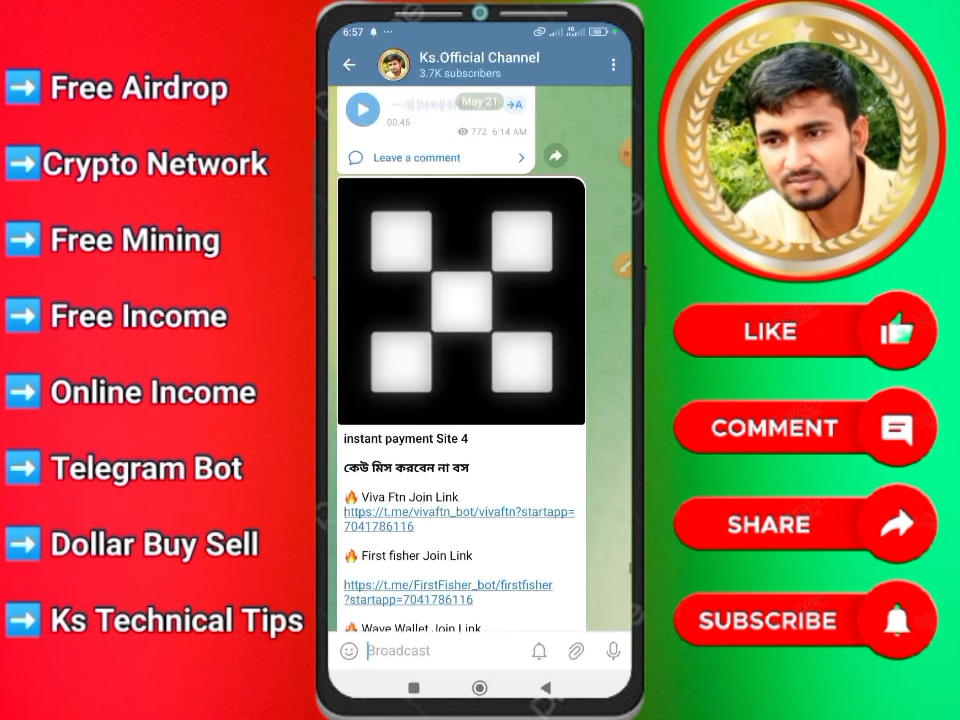 Free Airdrop
Crypto Network
Free Mining
Free Income
Online Income
Telegram Bot
Dollar Buy Sell
Ks Technical Tips
6:57
Ks.Official Channel
3.7K subscribers
May 21
→A
00:46
772 6:14 AM
Leave a comment
instant payment Site 4
কেউ মিস করবেন না বস
🔥 Viva Ftn Join Link
https://t.me/vivaftn_bot/vivaftn?startapp=
7041786116
🔥 First fisher Join Link
https://t.me/FirstFisher_bot/firstfisher
?startapp=7041786116
🔥 Wave Wallet Join Link
Broadcast
LIKE
COMMENT
SHARE
SUBSCRIBE